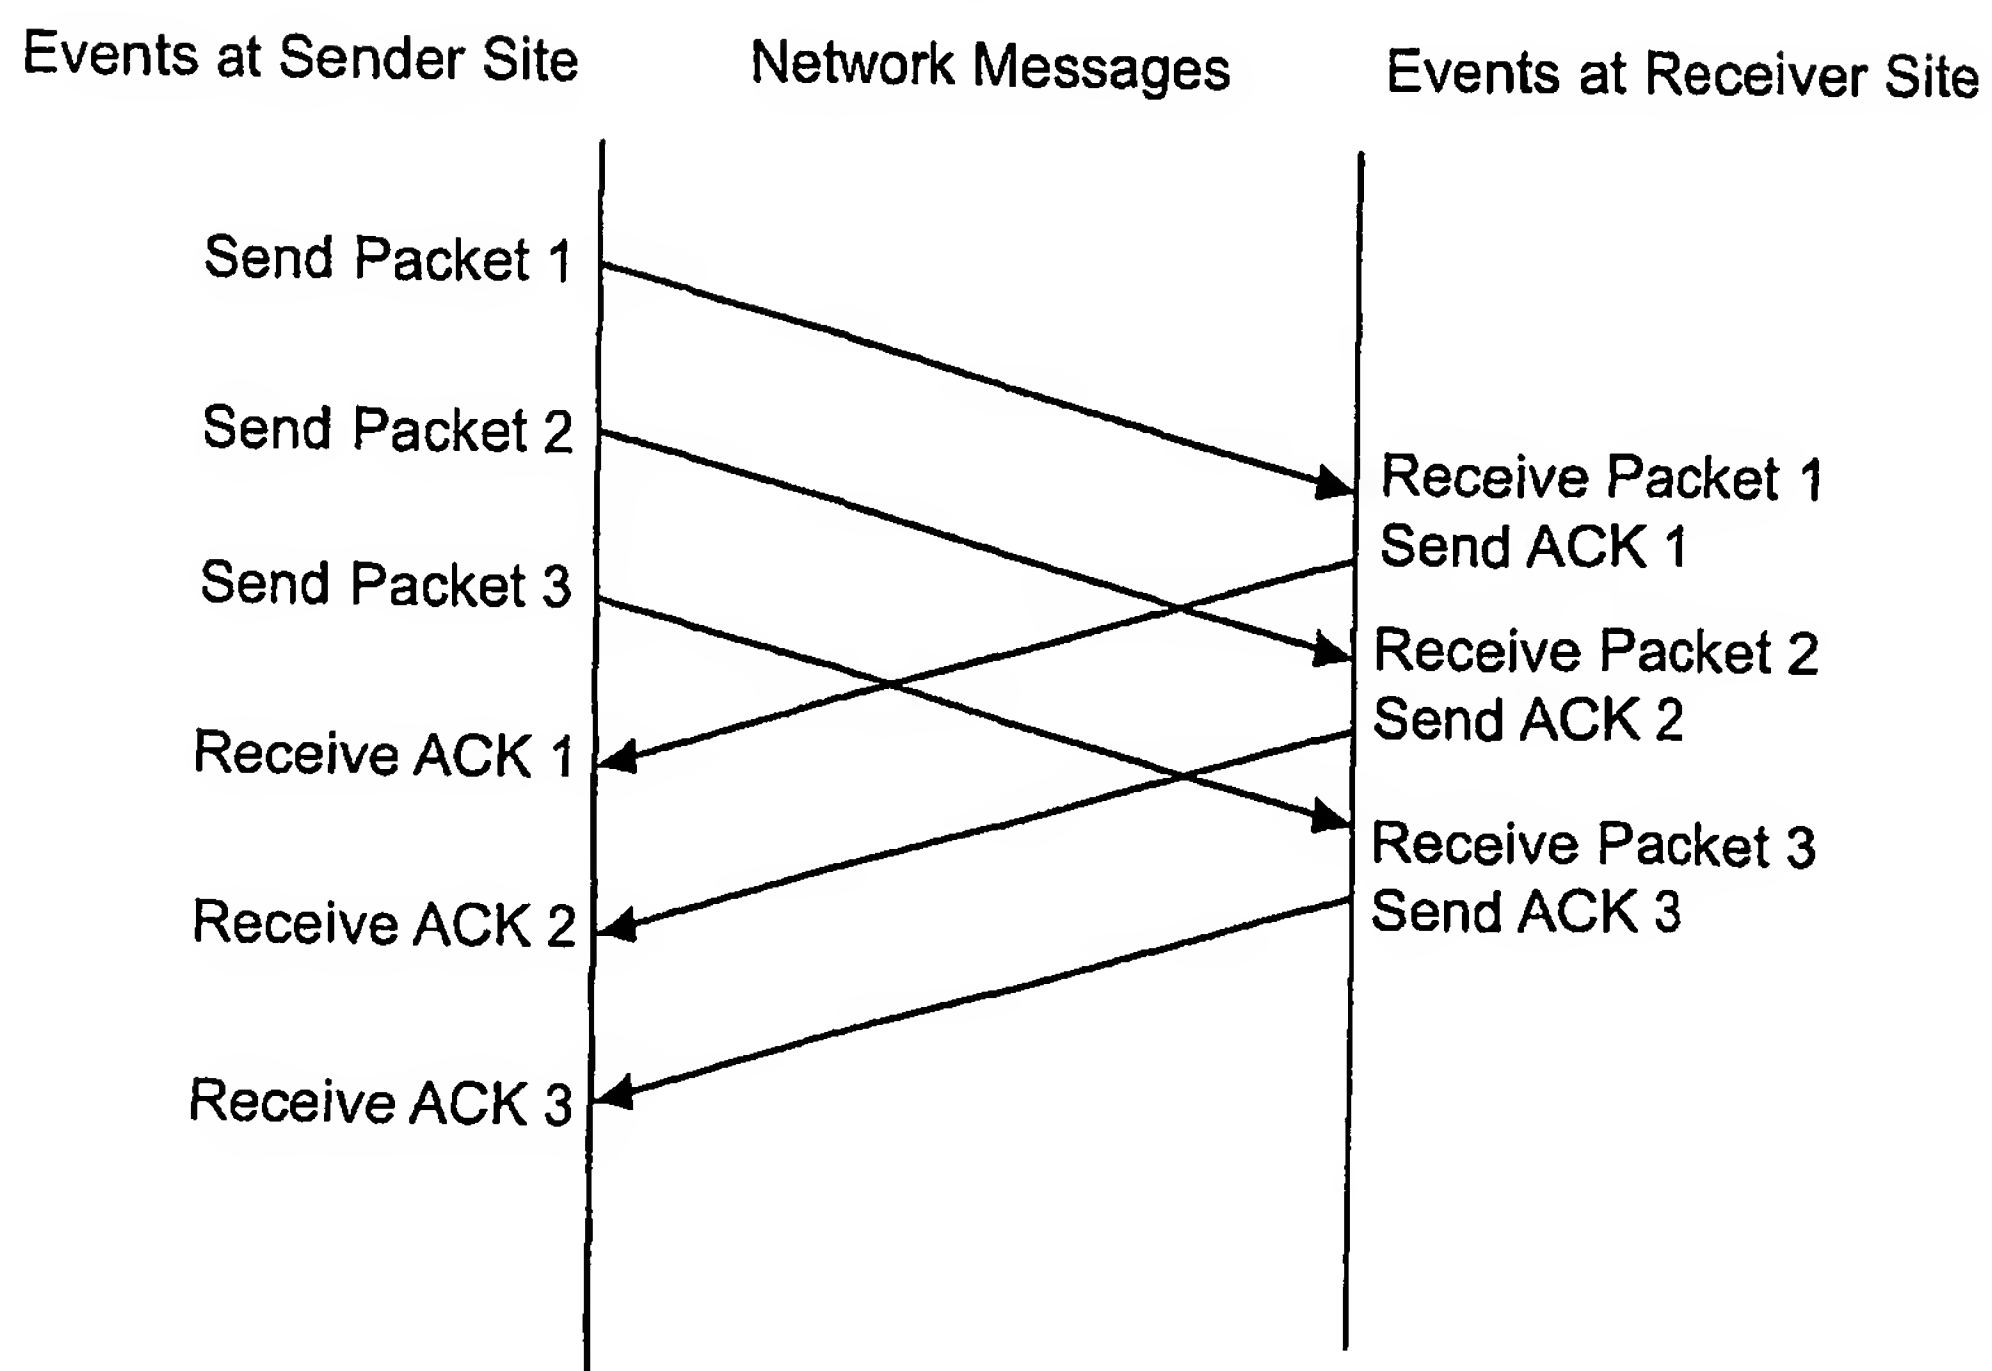 Events at Sender Site
Network Messages
Events at Receiver Site
Send Packet 1
Send Packet 2
Receive Packet 1
Send ACK 1
Send Packet 3
Receive Packet 2
Send ACK 2
Receive ACK 1
Receive Packet 3
Send ACK 3
Receive ACK 2
Receive ACK 3